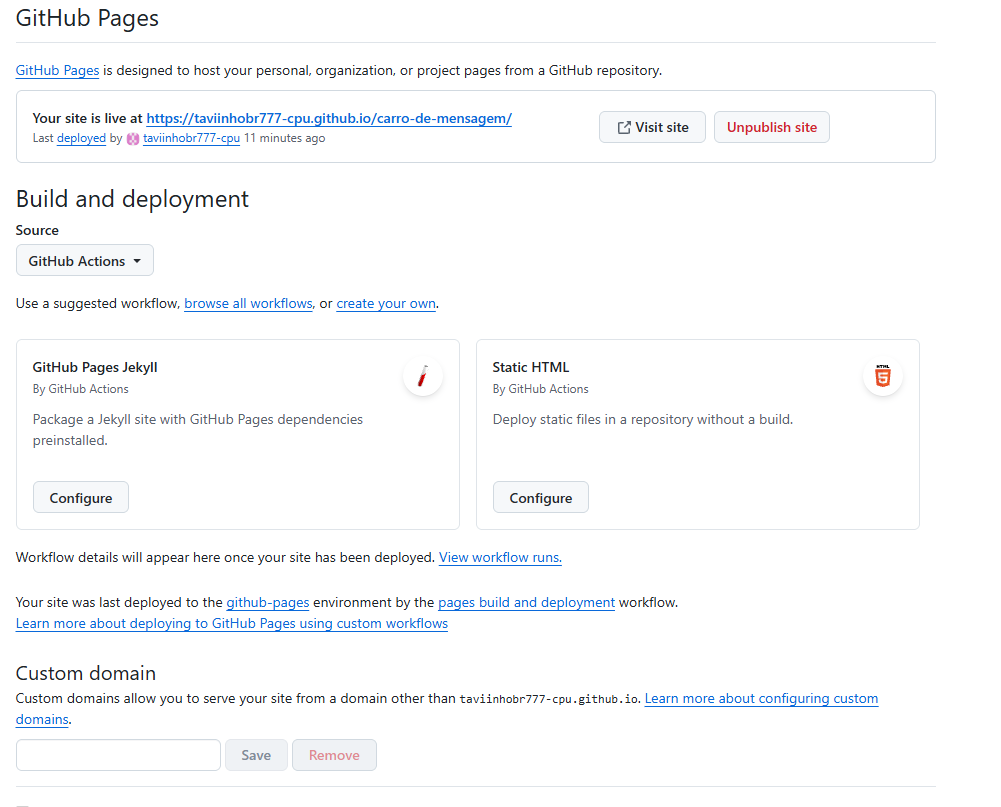 GitHub Pages
GitHub Pages is designed to host your personal, organization, or project pages from a GitHub repository.
Your site is live at https://taviinhobr777-cpu.github.io/carro-de-mensagem/
Last deployed by taviinhobr777-cpu 11 minutes ago
Visit site
Unpublish site
Build and deployment
Source
GitHub Actions
Use a suggested workflow, browse all workflows, or create your own.
GitHub Pages Jekyll
By GitHub Actions
Package a Jekyll site with GitHub Pages dependencies
preinstalled.
Configure
Static HTML
By GitHub Actions
Deploy static files in a repository without a build.
HTML
5
Configure
Workflow details will appear here once your site has been deployed. View workflow runs.
Your site was last deployed to the github-pages environment by the pages build and deployment workflow.
Learn more about deploying to GitHub Pages using custom workflows
Custom domain
Custom domains allow you to serve your site from a domain other than taviinhobr777-cpu.github.io. Learn more about configuring custom
domains.
Save
Remove